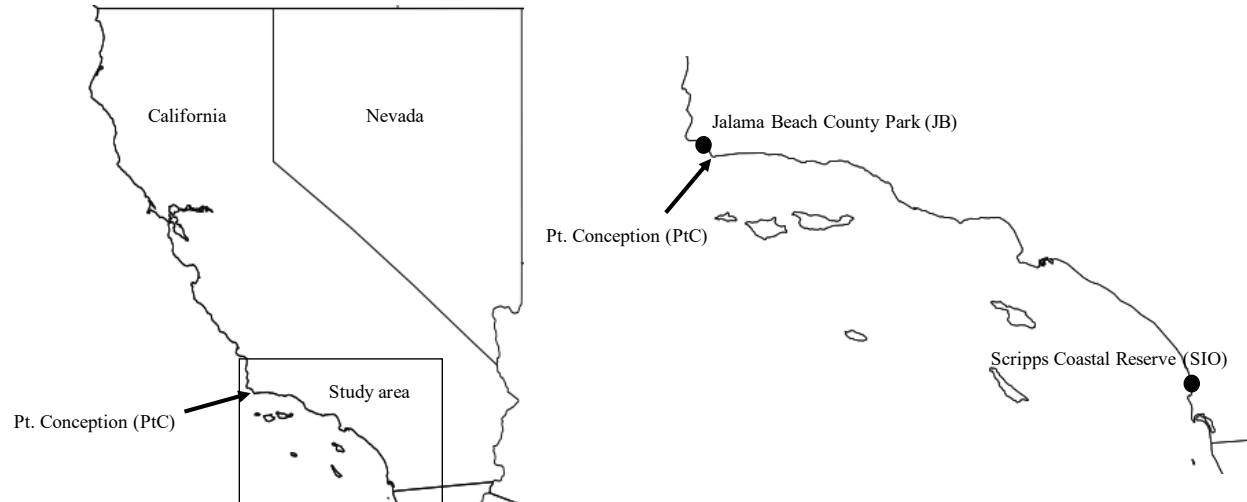 California
Nevada
Study area
Pt. Conception (PtC)
Jalama Beach County Park (JB)
Pt. Conception (PtC)
Scripps Coastal Reserve (SIO)